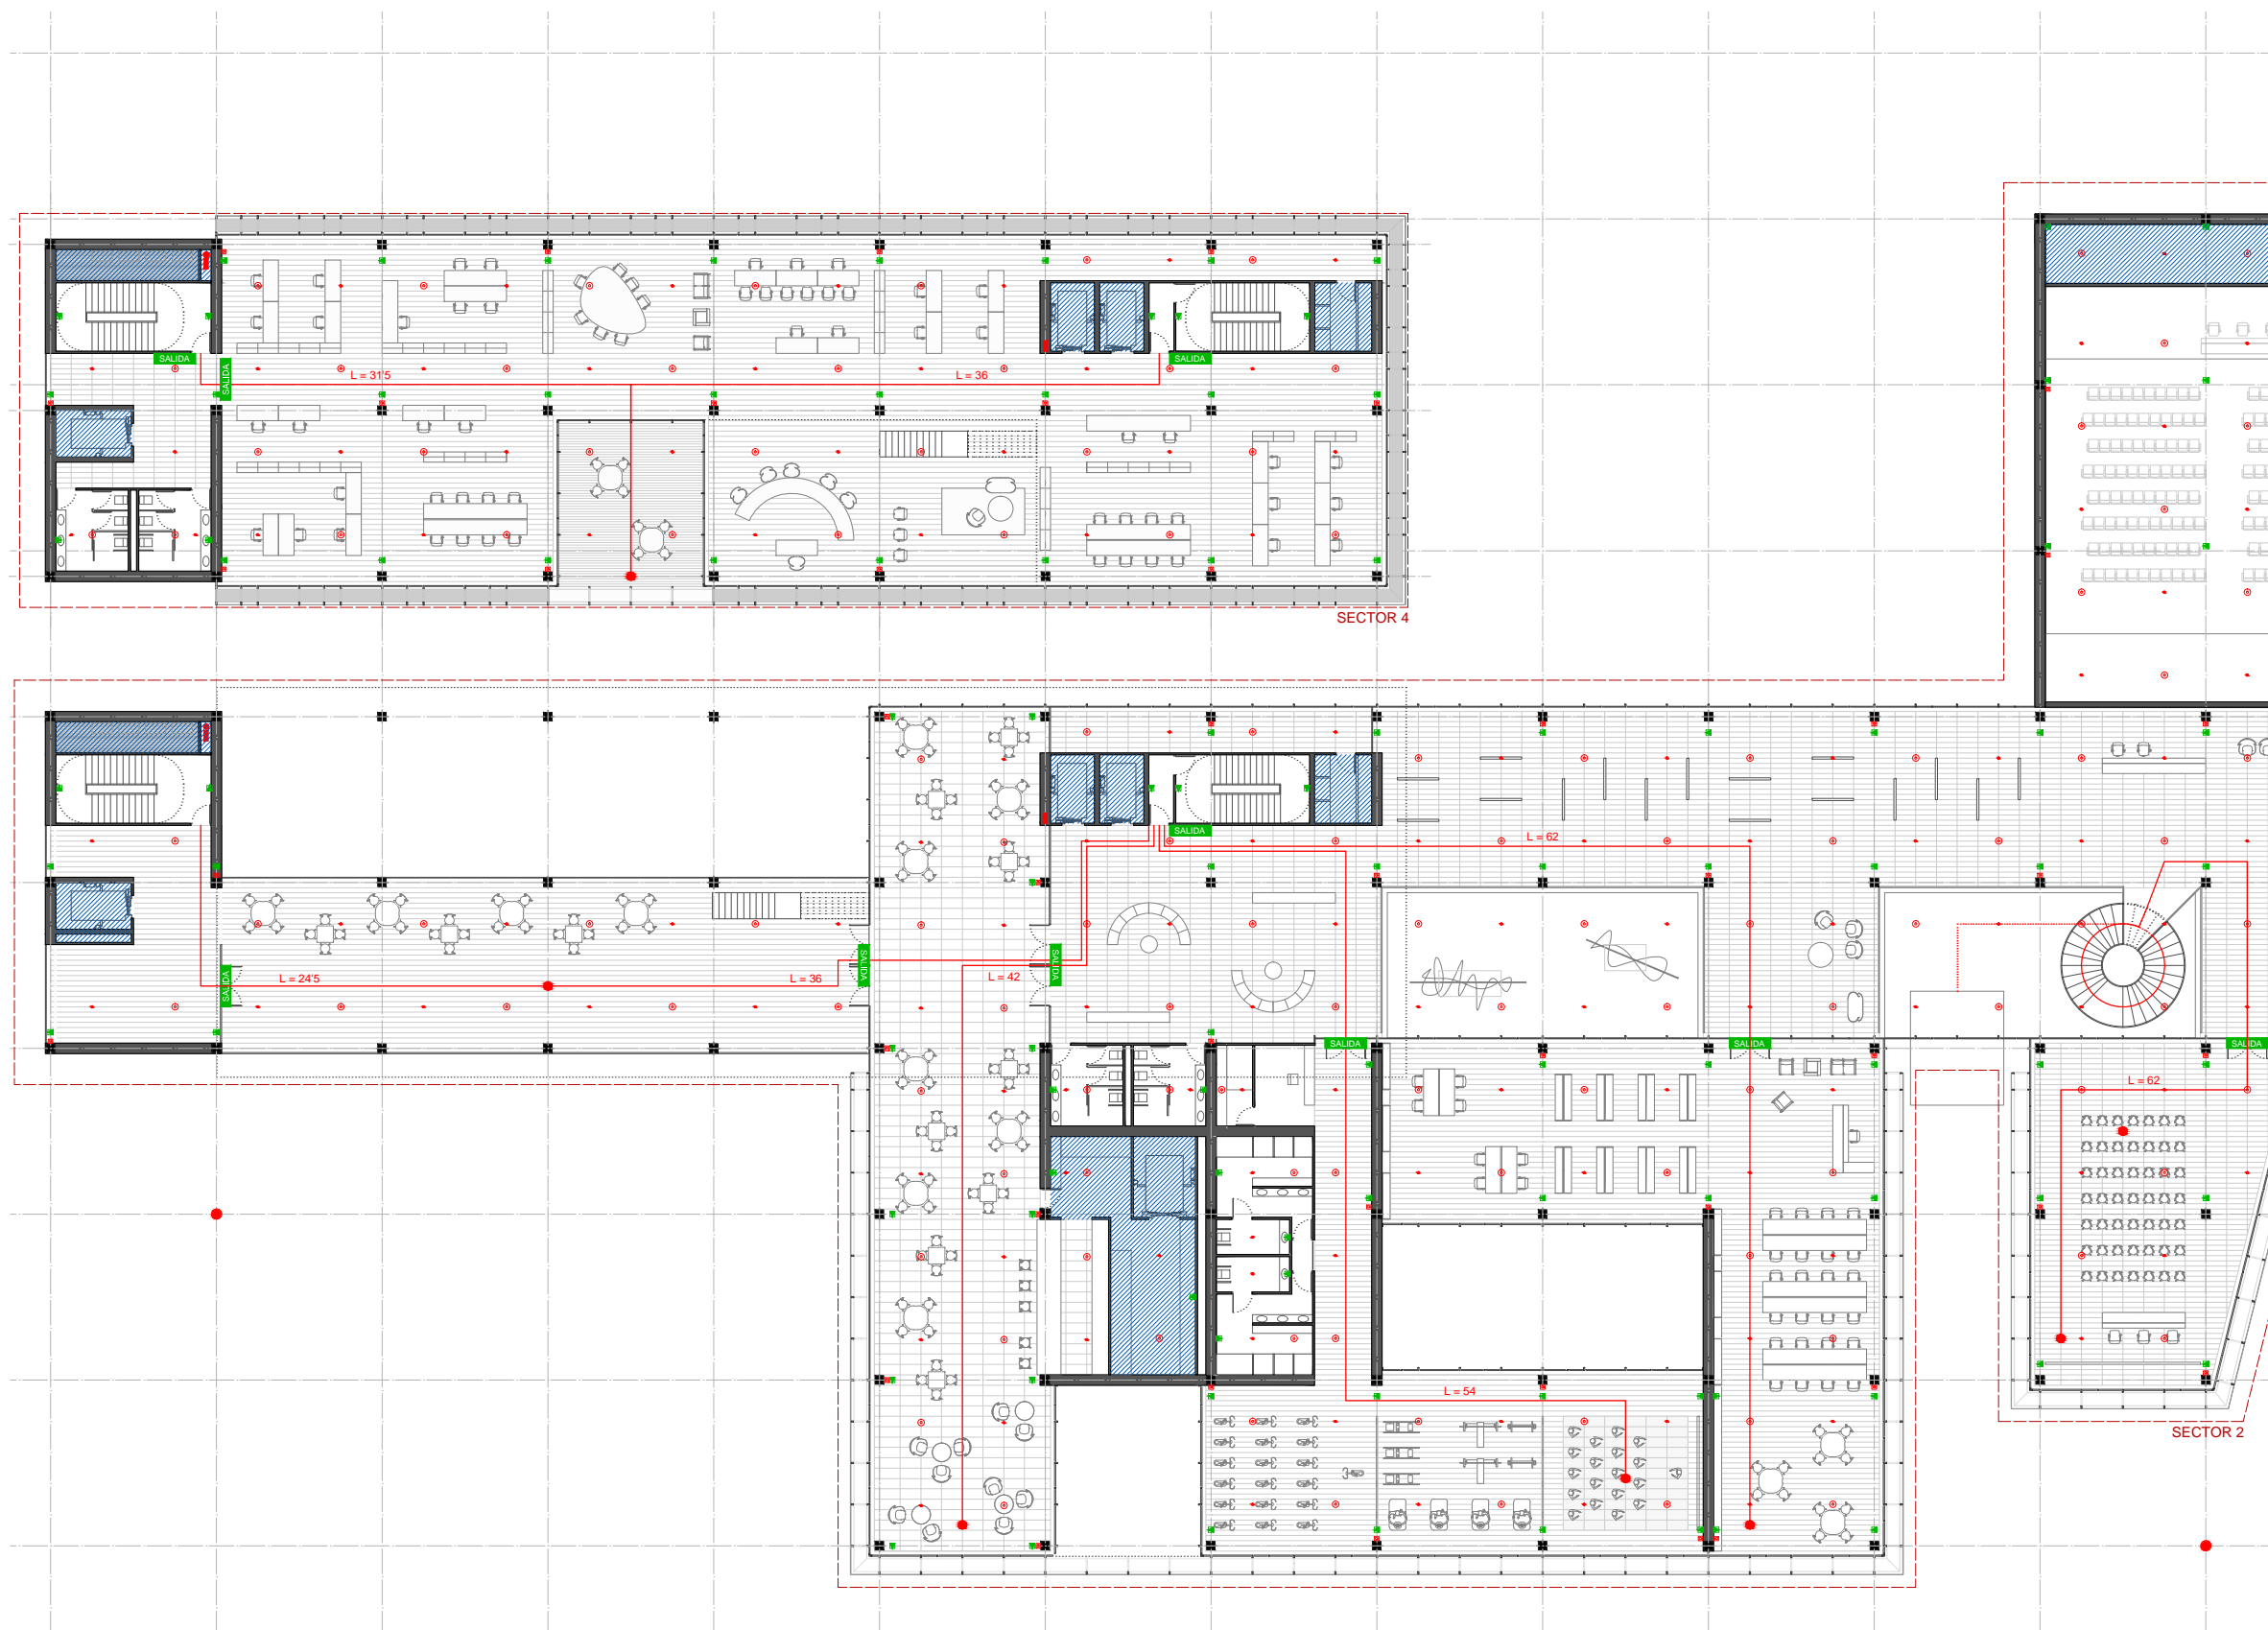 SALIDA
SALIDA
L = 31'5
L = 36
SALIDA
SECTOR 4
SALIDA
L = 62
SALIDA
L = 24'5
L = 36
SALIDA
L = 42
SALIDA
SALIDA
SALIDA
SALIDA
L = 62
L = 54
SECTOR 2